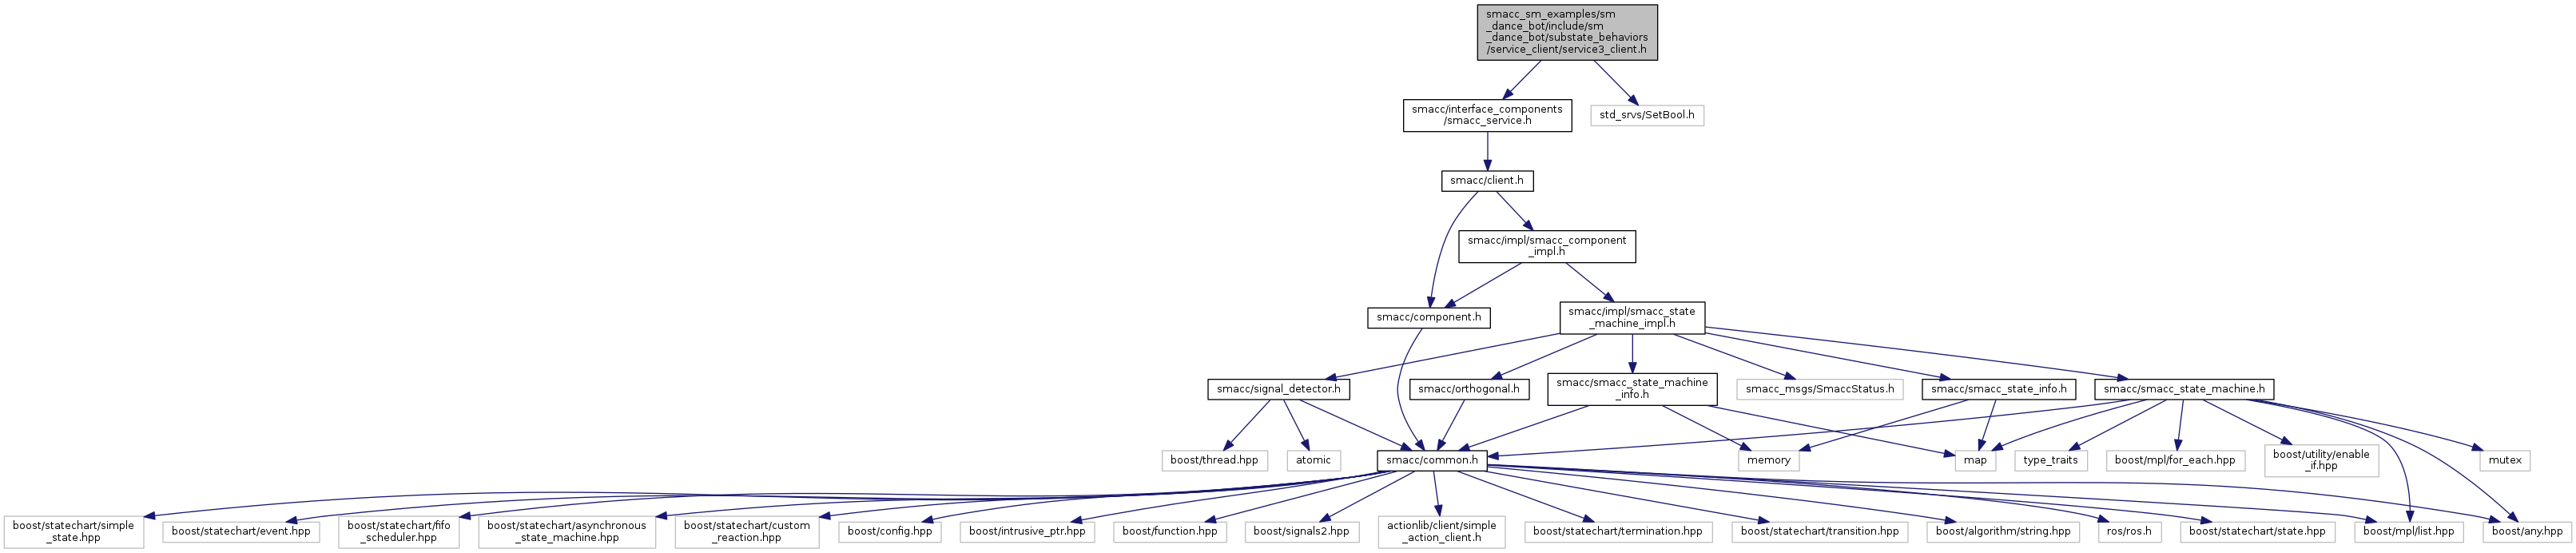 smacc_sm_examples/sm
_dance_bot/include/sm
_dance_bot/substate_behaviors
/service_client/service3_client.h
smacc/interface_components
/smacc_service.h
std_srvs/SetBool.h
smacc/client.h
smacc/impl/smacc_component
_impl.h
smacc/component.h
smacc/impl/smacc_state
_machine_impl.h
smacc/signal_detector.h
smacc/orthogonal.h
smacc/smacc_state_machine
_info.h
smacc_msgs/SmaccStatus.h
smacc/smacc_state_info.h
smacc/smacc_state_machine.h
boost/thread.hpp
atomic
smacc/common.h
memory
map
type_traits
boost/mpl/for_each.hpp
boost/utility/enable
_if.hpp
mutex
boost/statechart/simple
_state.hpp
boost/statechart/event.hpp
boost/statechart/fifo
_scheduler.hpp
boost/statechart/asynchronous
_state_machine.hpp
boost/statechart/custom
_reaction.hpp
boost/config.hpp
boost/intrusive_ptr.hpp
boost/function.hpp
boost/signals2.hpp
actionlib/client/simple
_action_client.h
boost/statechart/termination.hpp
boost/statechart/transition.hpp
boost/algorithm/string.hpp
ros/ros.h
boost/statechart/state.hpp
boost/mpl/list.hpp
boost/any.hpp